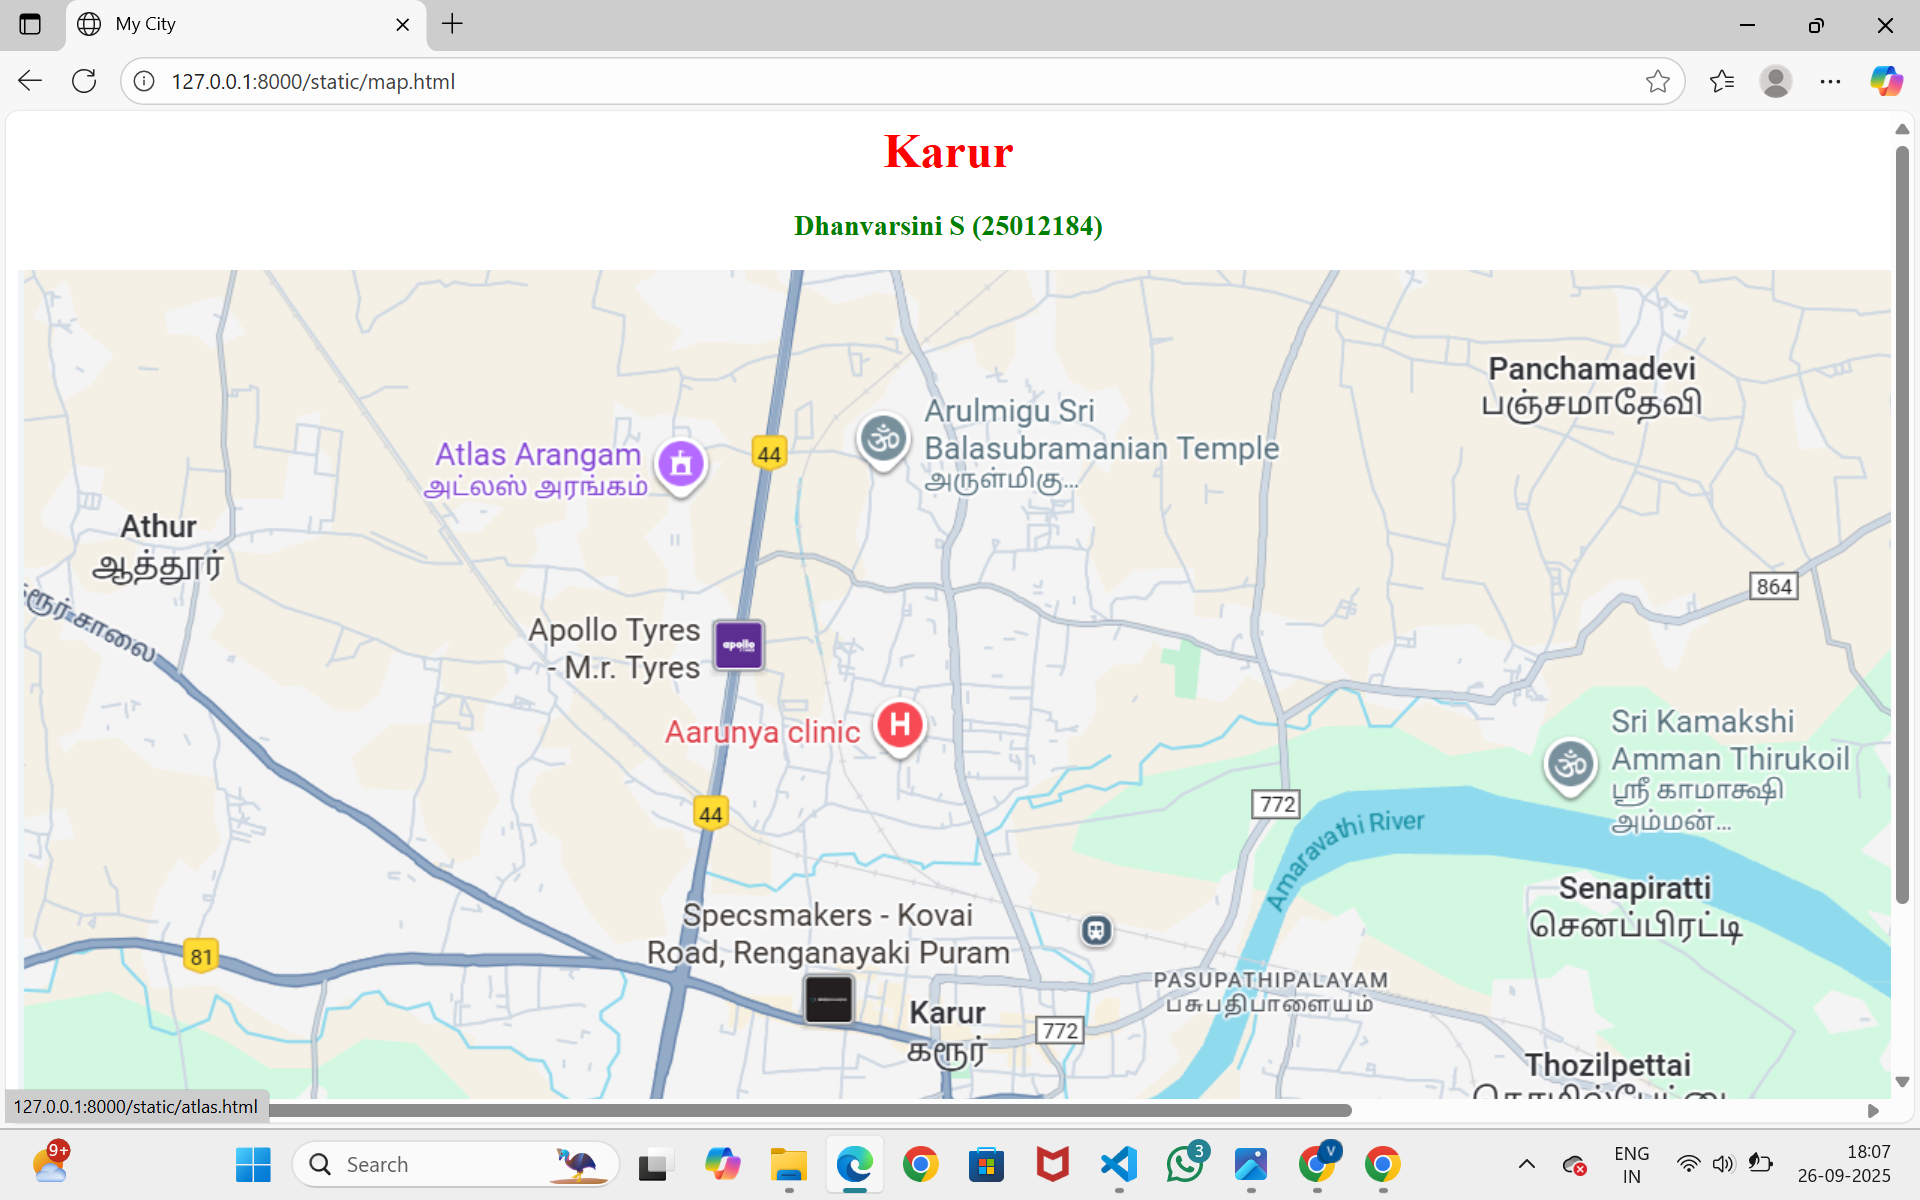 My City
127.0.0.1:8000/static/map.html
Karur
Dhanvarsini S (25012184)
Panchamadevi
பஞ்சமாதேவி
Arulmigu Sri
Balasubramanian Temple
அருள்மிகு...
Atlas Arangam
அட்லஸ் அரங்கம்
44
Athur
ஆத்தூர்
864
ரூர் சாலை
Apollo Tyres
- M.r. Tyres
apollo
Aarunya clinic
H
Sri Kamakshi
Amman Thirukoil
ஸ்ரீ காமாக்ஷி
அம்மன்...
772
44
Amaravathi River
Senapiratti
செனப்பிரட்டி
Specsmakers - Kovai
Road, Renganayaki Puram
81
PASUPATHIPALAYAM
பசுபதிபாளையம்
Karur
கரூர்
772
Thozilpettai
127.0.0.1:8000/static/atlas.html
9+
Search
3
V
ENG
IN
18:07
26-09-2025